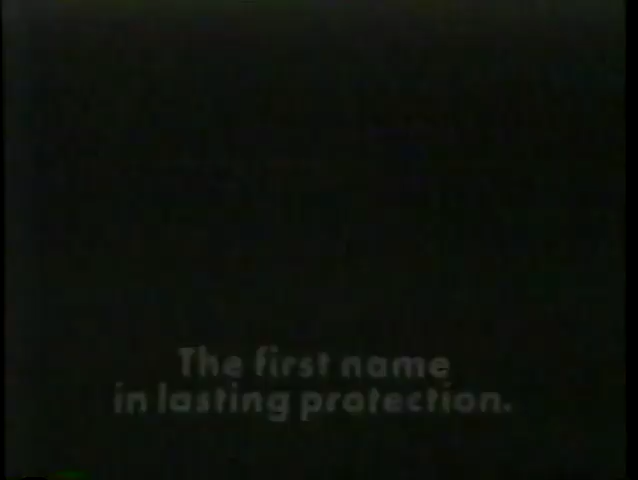 The first name
in lasting protection.